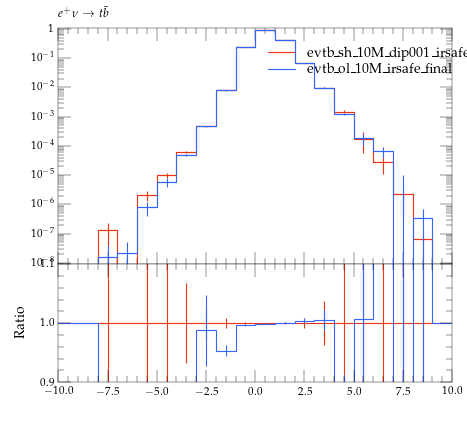 e⁺ν → tb̄
evtb_sh_10M_dip001_irsafe
evtb_ol_10M_irsafe_final
1
10⁻¹
10⁻²
10⁻³
10⁻⁴
10⁻⁵
10⁻⁶
10⁻⁷
10⁻⁸
1.1
Ratio
1.0
0.9
−10.0 −7.5 −5.0 −2.5 0.0 2.5 5.0 7.5 10.0